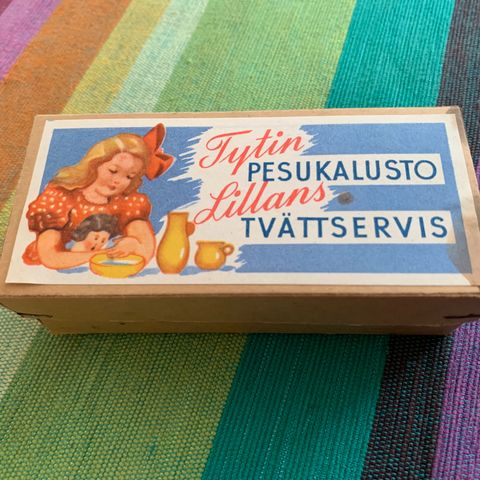 Tytin
PESUKALUSTO
Lillans
TVÄTTSERVIS